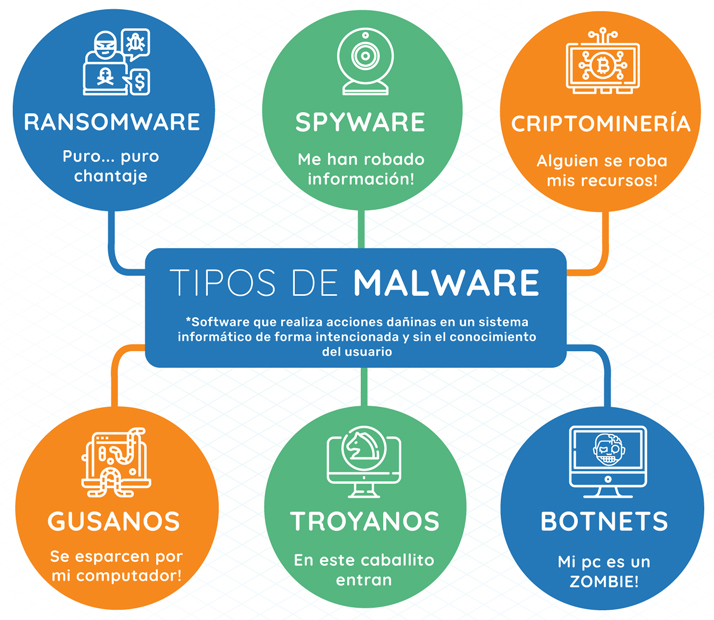 RANSOMWARE
Puro... puro
chantaje
SPYWARE
Me han robado
información!
CRIPTOMINERÍA
Alguien se roba
mis recursos!
TIPOS DE MALWARE
*Software que realiza acciones dañinas en un sistema
informático de forma intencionada y sin el conocimiento
del usuario
GUSANOS
Se esparcen por
mi computador!
TROYANOS
En este caballito
entran
BOTNETS
Mi pc es un
ZOMBIE!